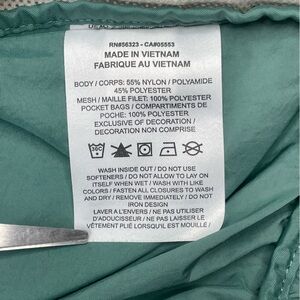 RN#56323 - CA#05553
MADE IN VIETNAM
FABRIQUE AU VIETNAM
BODY / CORPS: 55% NYLON / POLYAMIDE
45% POLYESTER
MESH / MAILLE FILET: 100% POLYESTER
POCKET BAGS / COMPARTIMENTS DE
POCHE: 100% POLYESTER
EXCLUSIVE OF DECORATION /
DECORATION NON COMPRISE
WASH INSIDE OUT / DO NOT USE
SOFTENERS / DO NOT ALLOW TO LAY ON
ITSELF WHEN WET / WASH WITH LIKE
COLORS / FASTEN ALL CLOSURES TO WASH
AND DRY / REMOVE IMMEDIATELY / DO NOT
IRON DESIGN
LAVER A L'ENVERS / NE PAS UTILISER
D'ADOUCISSEUR / NE PAS LAISSER LE
VÊTEMENT PLIÉ LORSQU'IL EST MOUILLÉ /